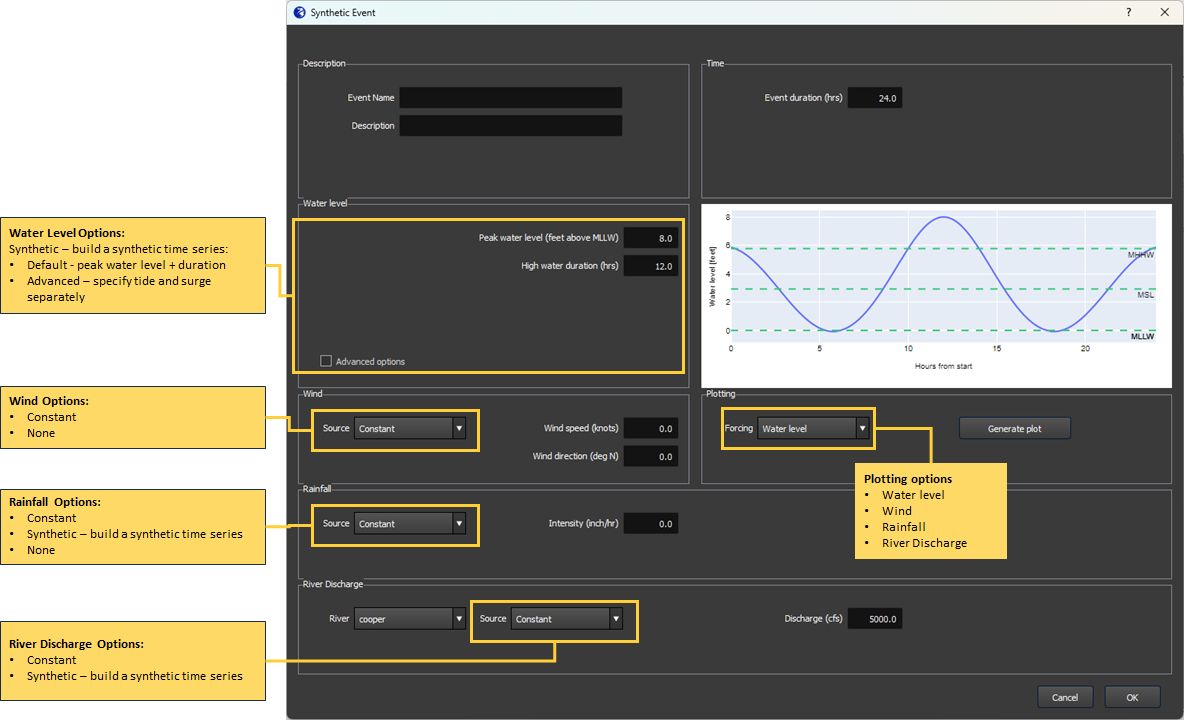 Synthetic Event
?
Description
Event Name
Description
Time
Event duration (hrs)
24.0
Water level
Peak water level (feet above MLLW)
8.0
High water duration (hrs)
12.0
Advanced options
Water level [feet]
8
6
4
2
0
MHHW
MSL
MLLW
0
5
10
15
20
Hours from start
Wind
Source
Constant
Wind speed (knots)
0.0
Wind direction (deg N)
0.0
Plotting
Forcing
Water level
Generate plot
Rainfall
Source
Constant
Intensity (inch/hr)
0.0
River Discharge
River
cooper
Source
Constant
Discharge (cfs)
5000.0
Cancel
OK
Water Level Options:
Synthetic – build a synthetic time series:
• Default - peak water level + duration
• Advanced – specify tide and surge
separately
Wind Options:
• Constant
• None
Rainfall Options:
• Constant
• Synthetic – build a synthetic time series
• None
River Discharge Options:
• Constant
• Synthetic – build a synthetic time series
Plotting options
• Water level
• Wind
• Rainfall
• River Discharge